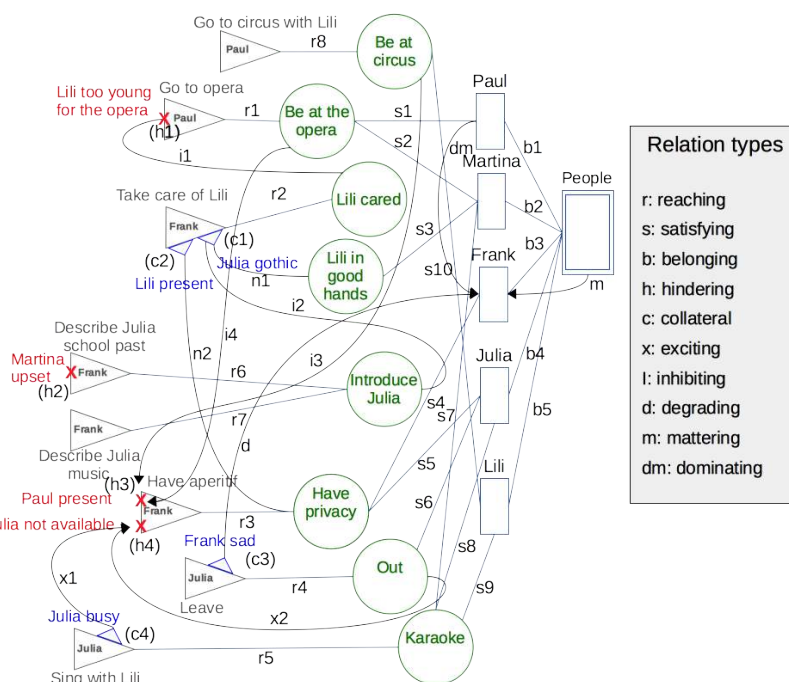 Go to circus with Lili
Paul
r8
Be at
circus
Lili too young
for the opera
Go to opera
(h1)
Paul
r1
Be at the
opera
s1
s2
i1
Paul
dm
b1
Martina
People
b2
Take care of Lili
Frank
r2
Lili cared
(c1)
(c2)
Julia gothic
Lili present
n1
Lili in
good
hands
s3
s10
Frank
b3
m
i2
Describe Julia
school past
Martina
upset
(h2)
Frank
r6
n2
i4
i3
Introduce
Julia
Julia
b4
b5
s4
s7
Frank
r7
d
Describe Julia
music
(h3)
Have aperitif
Paul present
Frank
ulia not available
(h4)
r3
Have
privacy
s5
s6
Lili
Frank sad
(c3)
Julia
Leave
r4
Out
s8
s9
x1
x2
Julia busy
(c4)
Julia
r5
Karaoke
Sing with Lili
Relation types
r: reaching
s: satisfying
b: belonging
h: hindering
c: collateral
x: exciting
I: inhibiting
d: degrading
m: mattering
dm: dominating